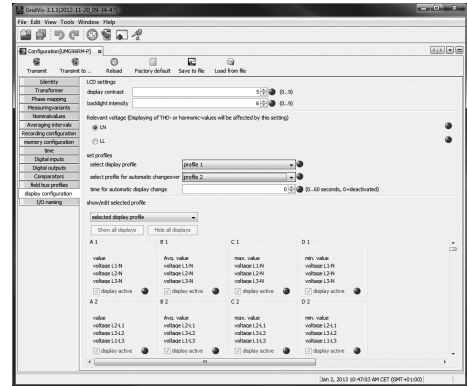 GridVis-3.1.1(2012-11-20_09-34-47)
File Edit View Tools Window Help
Configuration[UMG96RM-P]
Transmit Transmit to .. Reload Factory default Save to file Load from file
Identity
Transformer
Phase mapping
Measuringvariants
Nominalvalues
Averaging intervals
Recording configuration
memory configuration
time
Digital inputs
Digital outputs
Comparators
field bus profiles
display configuration
I/O naming
LCD settings
display contrast 5 (0..9)
backlight intensity 6 (0..9)
Relevant voltage (Displaying of THD- or harmonic-values will be affected by this setting)
LN
LL
set profiles
select display profile profile 1
select profile for automatic changeover profile 2
time for automatic display change 0 (0..60 seconds, 0=deactivated)
show/edit selected profile
selected display profile
Show all displays Hide all displays
A 1 B 1 C 1 D 1
value Avg. value max. value min. value
voltage L1-N voltage L1-N voltage L1-N voltage L1-N
voltage L2-N voltage L2-N voltage L2-N voltage L2-N
voltage L3-N voltage L3-N voltage L3-N voltage L3-N
display active display active display active display active
A 2 B 2 C 2 D 2
value Avg. value max. value min. value
voltage L2-L1 voltage L2-L1 voltage L2-L1 voltage L2-L1
voltage L3-L2 voltage L3-L2 voltage L3-L2 voltage L3-L2
voltage L1-L3 voltage L1-L3 voltage L1-L3 voltage L1-L3
display active display active display active display active
Jan 2, 2013 10:47:03 AM CET (GMT+01:00)